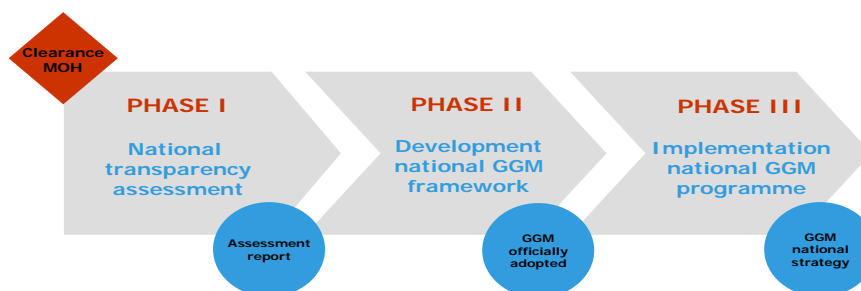 Clearance
MOH
PHASE I
National
transparency
assessment
Assessment
report
PHASE II
Development
national GGM
framework
GGM
officially
adopted
PHASE III
Implementation
national GGM
programme
GGM
national
strategy